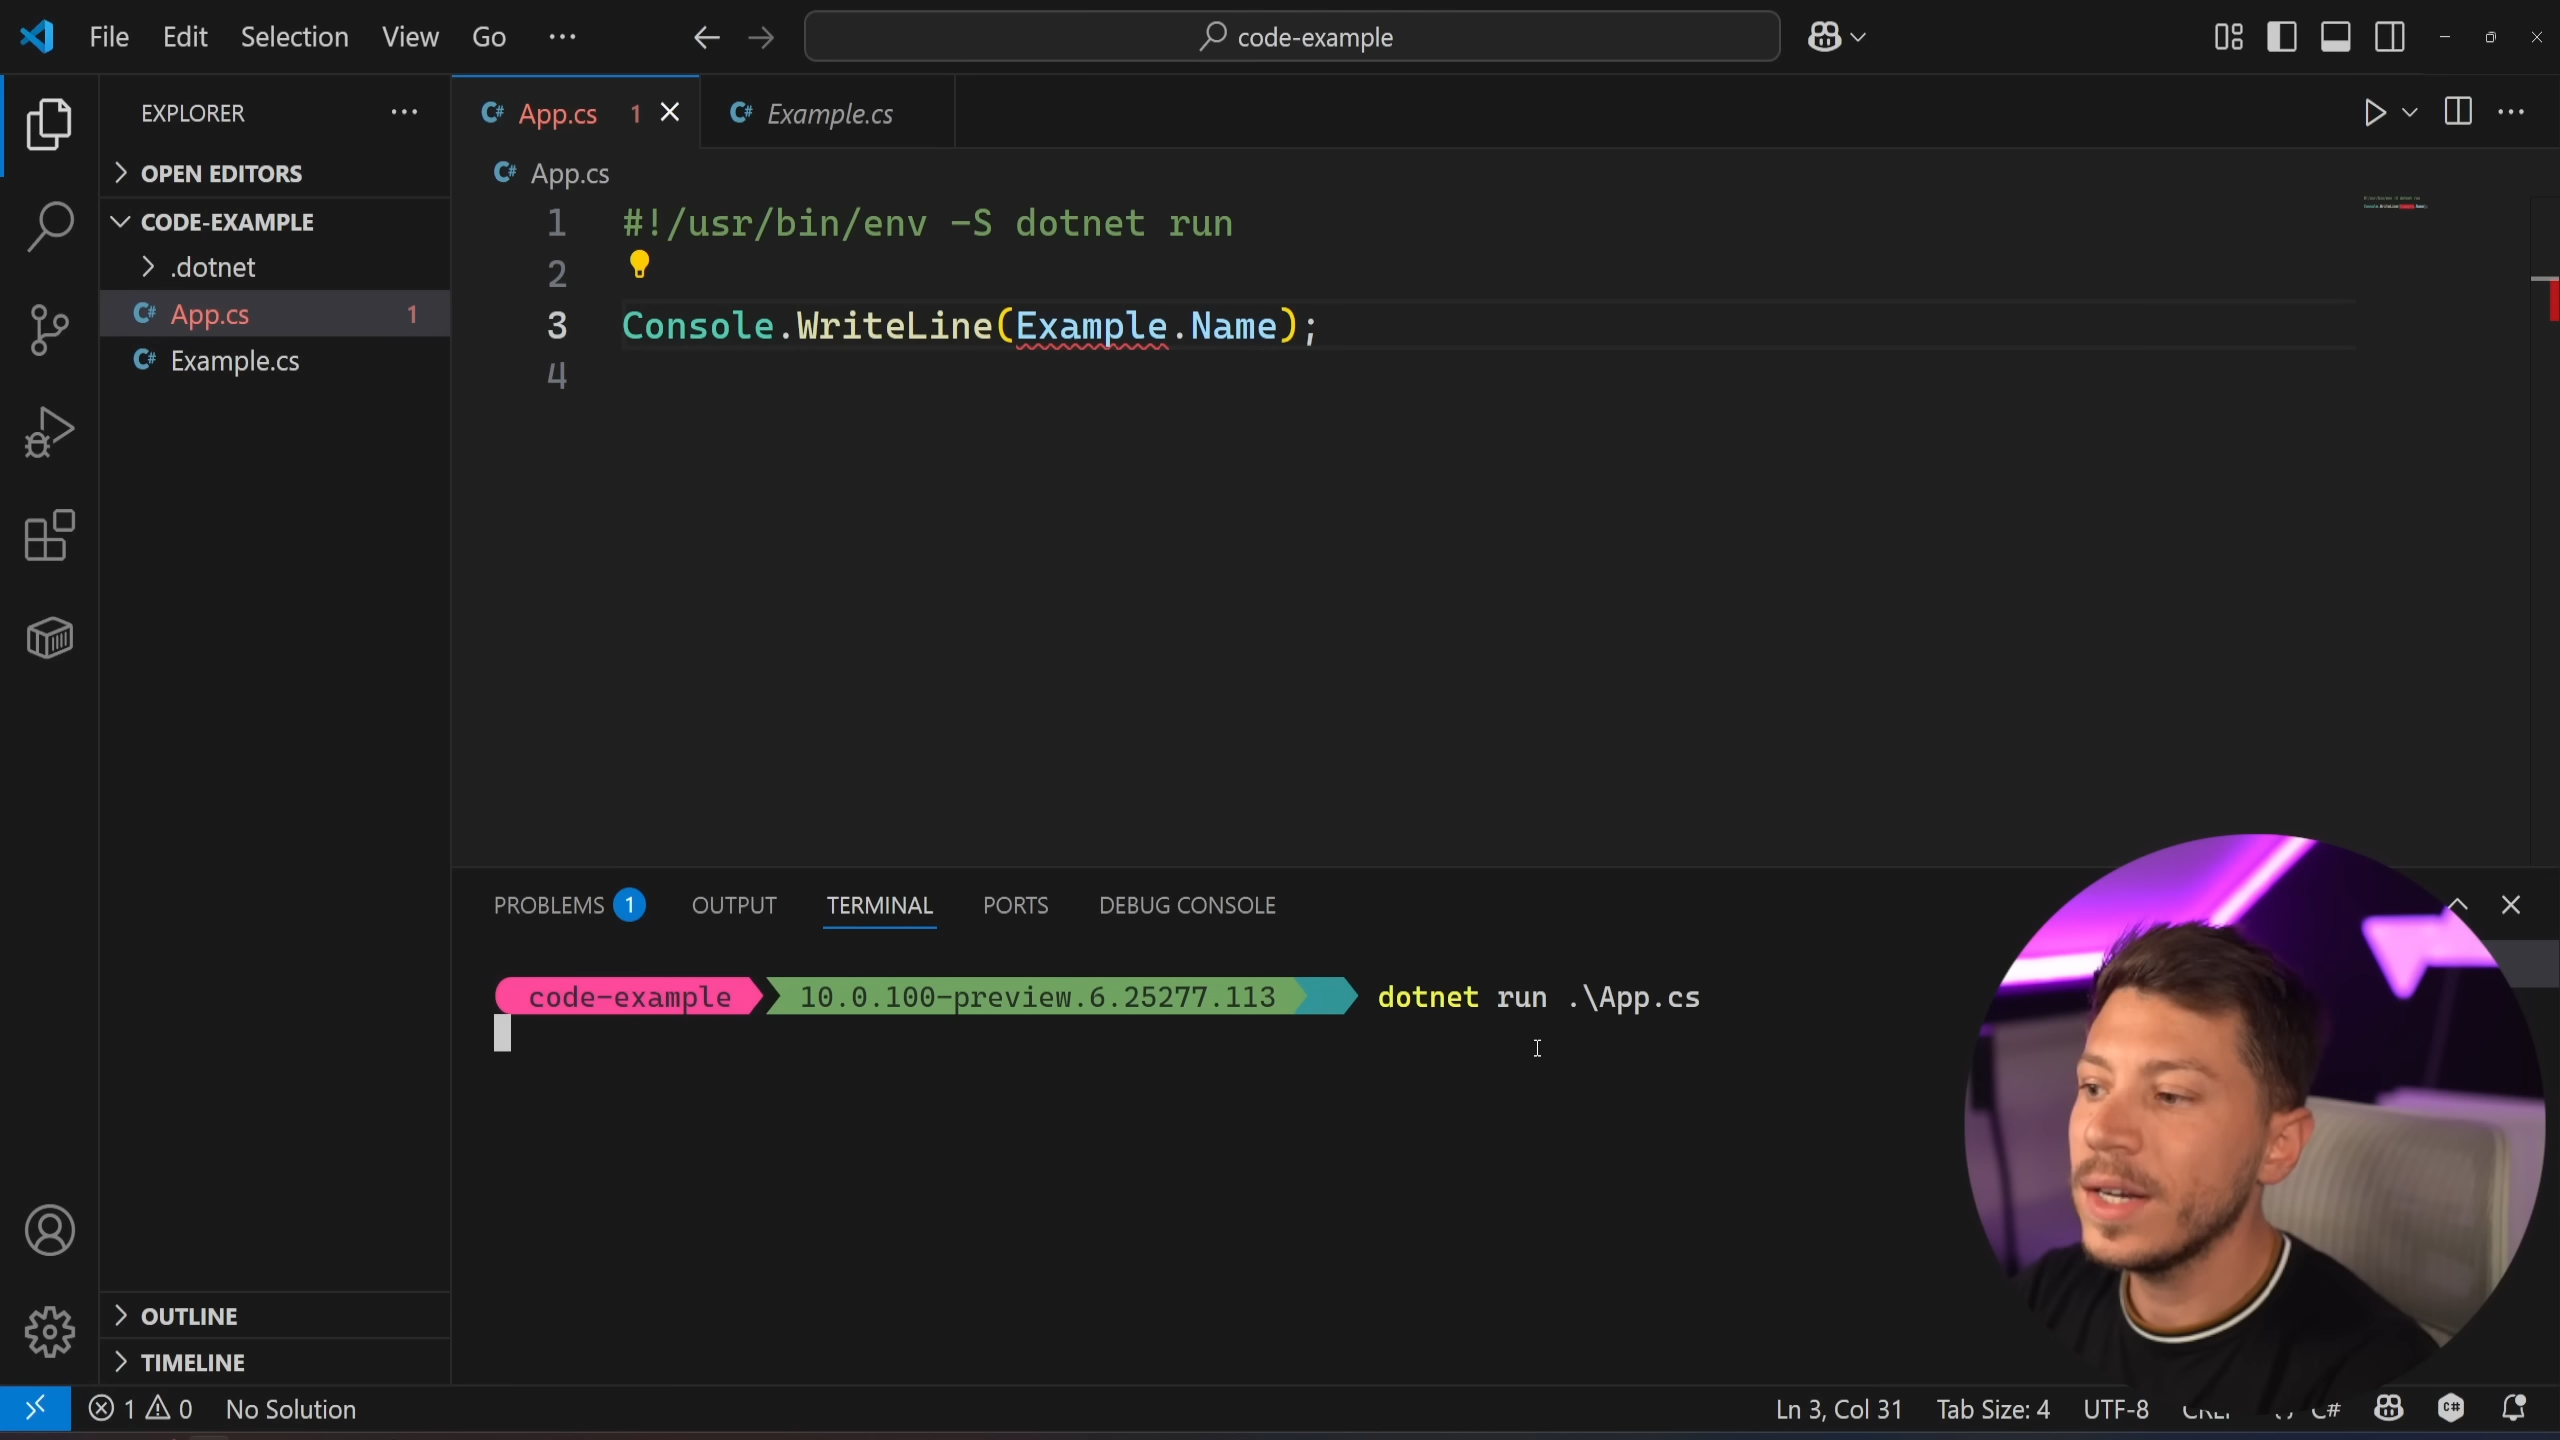 File Edit Selection View Go ···
code-example
EXPLORER
OPEN EDITORS
CODE-EXAMPLE
.dotnet
App.cs 1
Example.cs
OUTLINE
TIMELINE
App.cs 1
Example.cs
App.cs
1 #!/usr/bin/env -S dotnet run
2
3 Console.WriteLine(Example.Name);
4
PROBLEMS 1 OUTPUT TERMINAL PORTS DEBUG CONSOLE
code-example 10.0.100-preview.6.25277.113 dotnet run .\App.cs
1 0 No Solution
Ln 3, Col 31 Tab Size: 4 UTF-8 C#